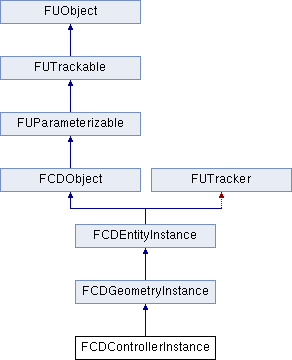 FUObject
FUTrackable
FUParameterizable
FCDObject
FUTracker
FCDEntityInstance
FCDGeometryInstance
FCDControllerInstance